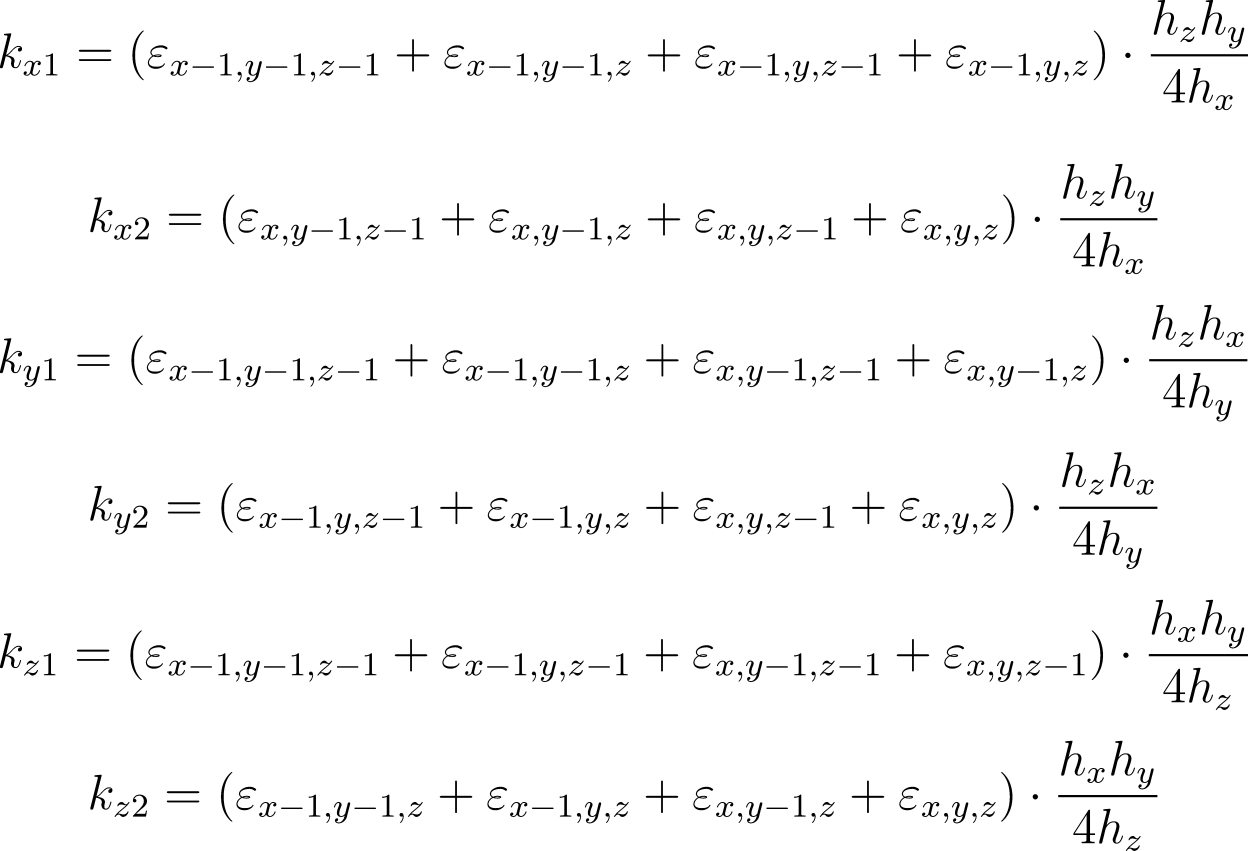 k_{x1} = (ε_{x−1,y−1,z−1} + ε_{x−1,y−1,z} + ε_{x−1,y,z−1} + ε_{x−1,y,z}) · \frac{h_z h_y}{4h_x}
k_{x2} = (ε_{x,y−1,z−1} + ε_{x,y−1,z} + ε_{x,y,z−1} + ε_{x,y,z}) · \frac{h_z h_y}{4h_x}
k_{y1} = (ε_{x−1,y−1,z−1} + ε_{x−1,y−1,z} + ε_{x,y−1,z−1} + ε_{x,y−1,z}) · \frac{h_z h_x}{4h_y}
k_{y2} = (ε_{x−1,y,z−1} + ε_{x−1,y,z} + ε_{x,y,z−1} + ε_{x,y,z}) · \frac{h_z h_x}{4h_y}
k_{z1} = (ε_{x−1,y−1,z−1} + ε_{x−1,y,z−1} + ε_{x,y−1,z−1} + ε_{x,y,z−1}) · \frac{h_x h_y}{4h_z}
k_{z2} = (ε_{x−1,y−1,z} + ε_{x−1,y,z} + ε_{x,y−1,z} + ε_{x,y,z}) · \frac{h_x h_y}{4h_z}